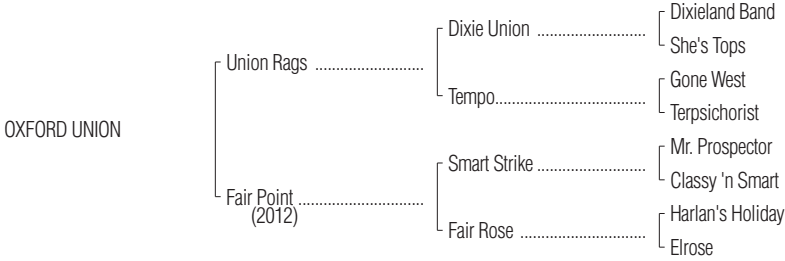 Dixieland Band
Dixie Union ..........................
She's Tops
Union Rags ..........................
Gone West
Tempo....................................
Terpsichorist
OXFORD UNION
Mr. Prospector
Smart Strike ..........................
Classy 'n Smart
Fair Point ..............................
(2012)
Harlan's Holiday
Fair Rose ..............................
Elrose